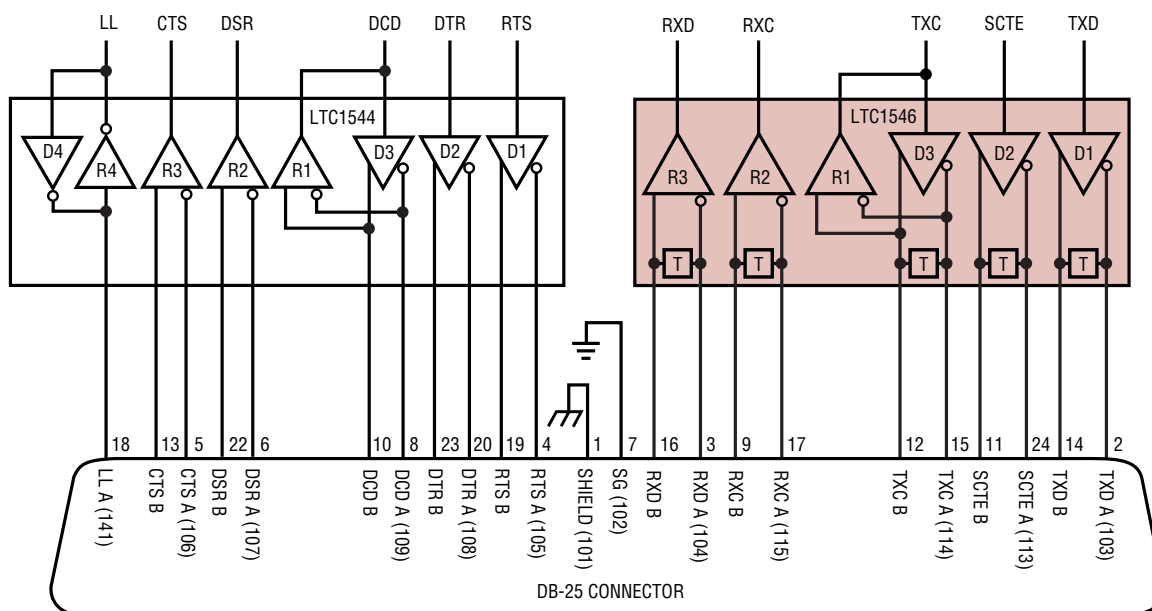 LL CTS DSR DCD DTR RTS RXD RXC TXC SCTE TXD
LTC1544 LTC1546
D4 R4 R3 R2 R1 D3 D2 D1 R3 R2 R1 D3 D2 D1
T T T T T
18 13 5 22 6 10 8 23 20 19 4 1 7 16 3 9 17 12 15 11 24 14 2
LL A (141)
CTS B
CTS A (106)
DSR B
DSR A (107)
DCD B
DCD A (109)
DTR B
DTR A (108)
RTS B
RTS A (105)
SHIELD (101)
SG (102)
RXD B
RXD A (104)
RXC B
RXC A (115)
TXC B
TXC A (114)
SCTE B
SCTE A (113)
TXD B
TXD A (103)
DB-25 CONNECTOR